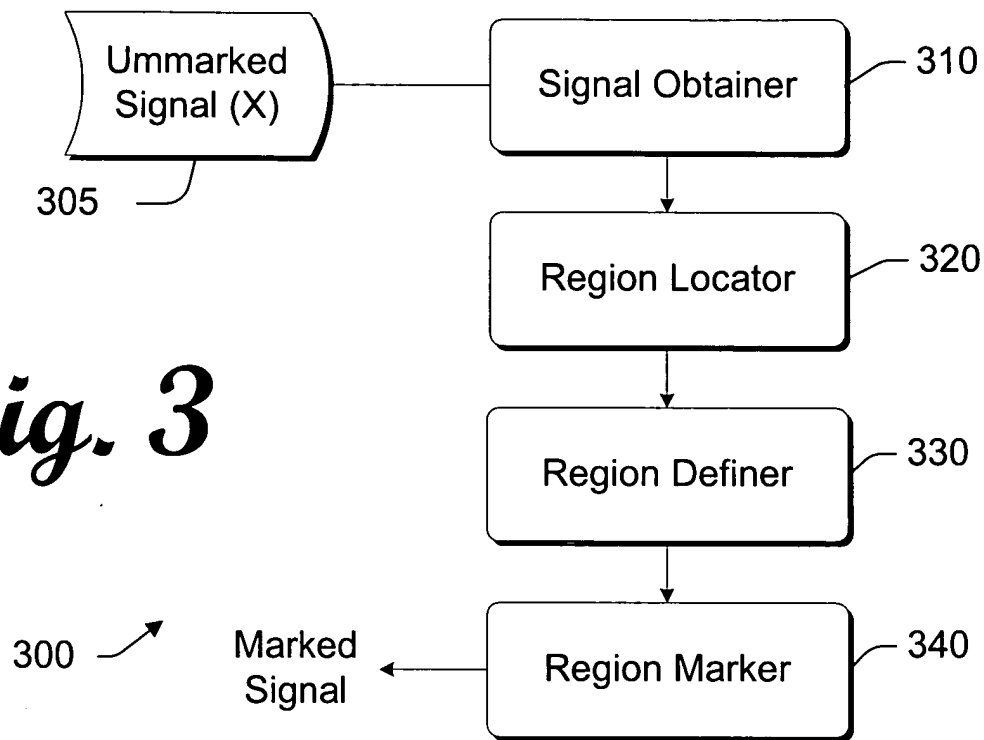 Ummarked
Signal (X)
305
Signal Obtainer
310
Region Locator
320
ig. 3
Region Definer
330
300
Marked
Signal
Region Marker
340